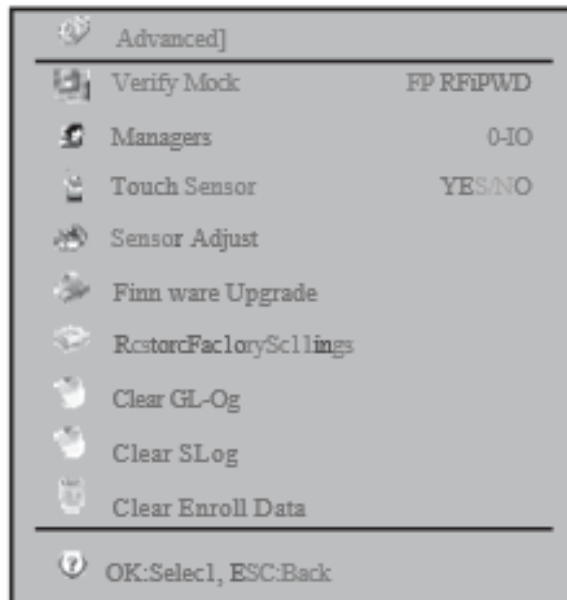 Advanced]
Verify Mock FP RFiPWD
Managers 0-IO
Touch Sensor YES/NO
Sensor Adjust
Finn ware Upgrade
RcstorcFac1orySc11ings
Clear GL-Og
Clear SLog
Clear Enroll Data
OK:Selec1, ESC:Back